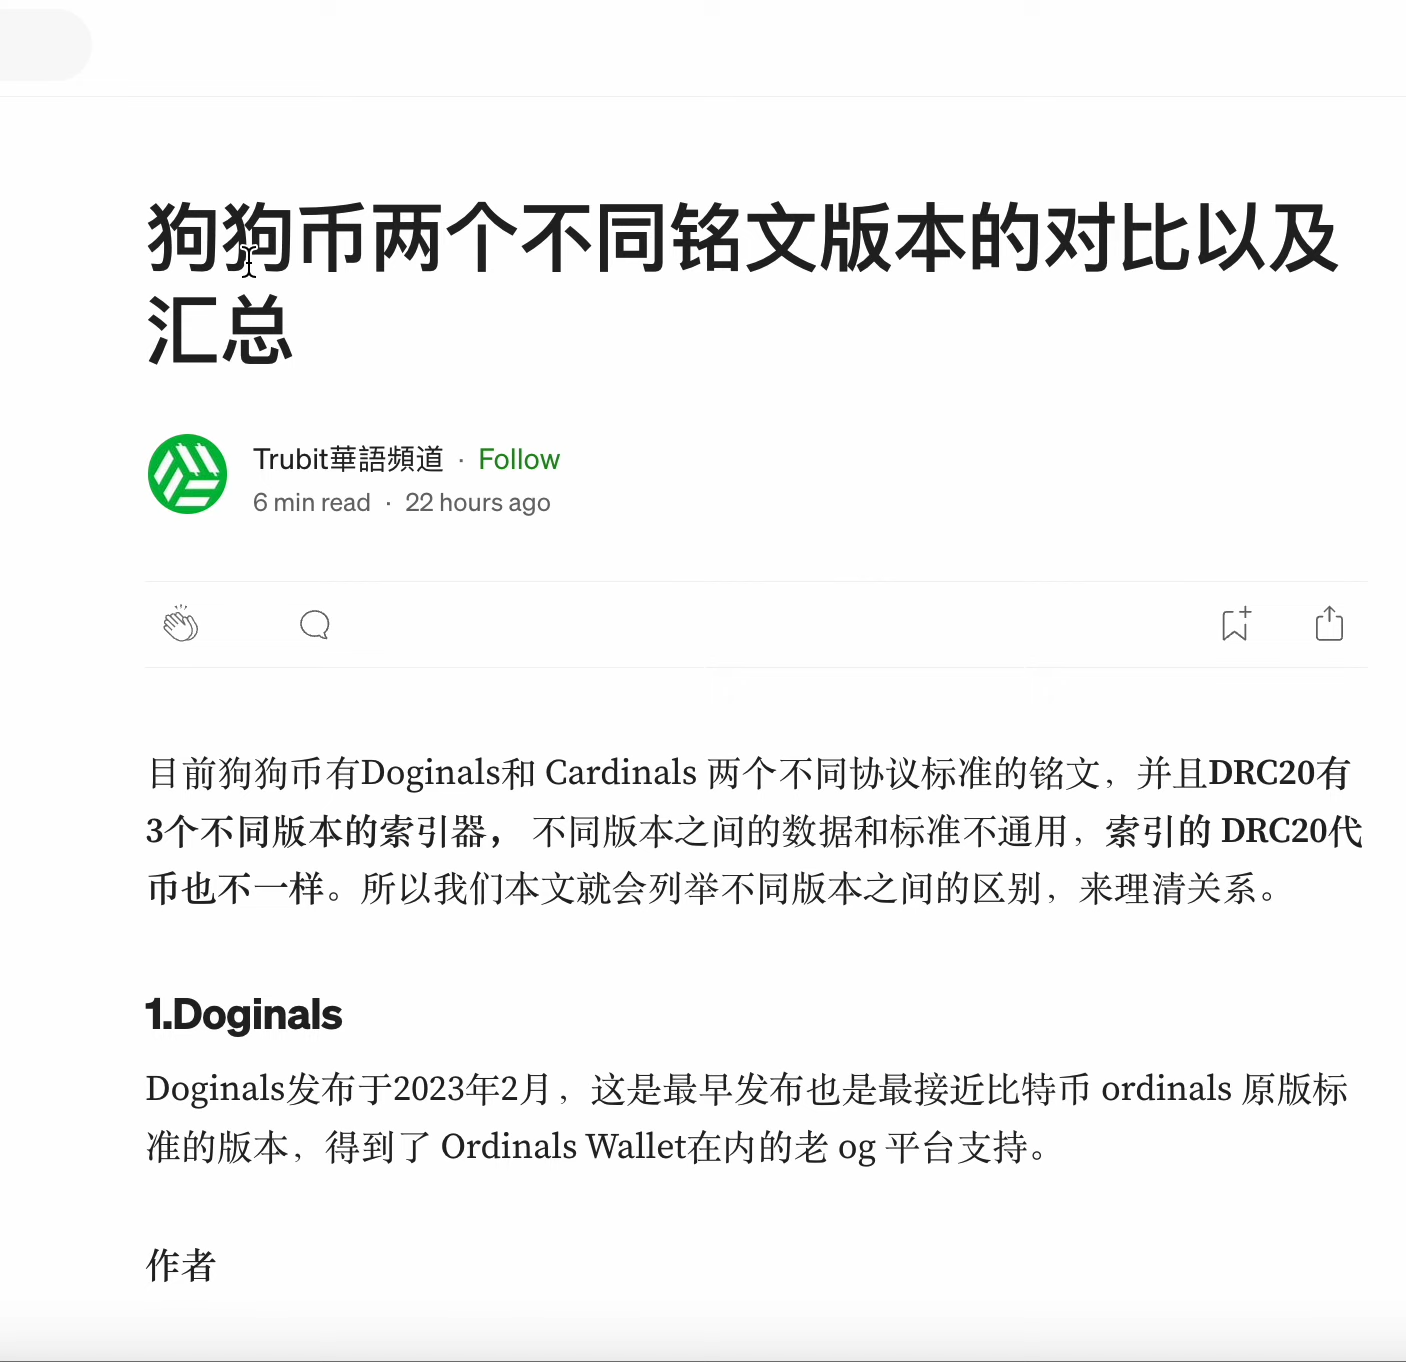 狗狗币两个不同铭文版本的对比以及
汇总
Trubit華語頻道 · Follow
6 min read · 22 hours ago
目前狗狗币有Doginals和 Cardinals 两个不同协议标准的铭文，并且DRC20有
3个不同版本的索引器， 不同版本之间的数据和标准不通用，索引的 DRC20代
币也不一样。所以我们本文就会列举不同版本之间的区别，来理清关系。
1.Doginals
Doginals发布于2023年2月，这是最早发布也是最接近比特币 ordinals 原版标
准的版本，得到了 Ordinals Wallet在内的老 og 平台支持。
作者